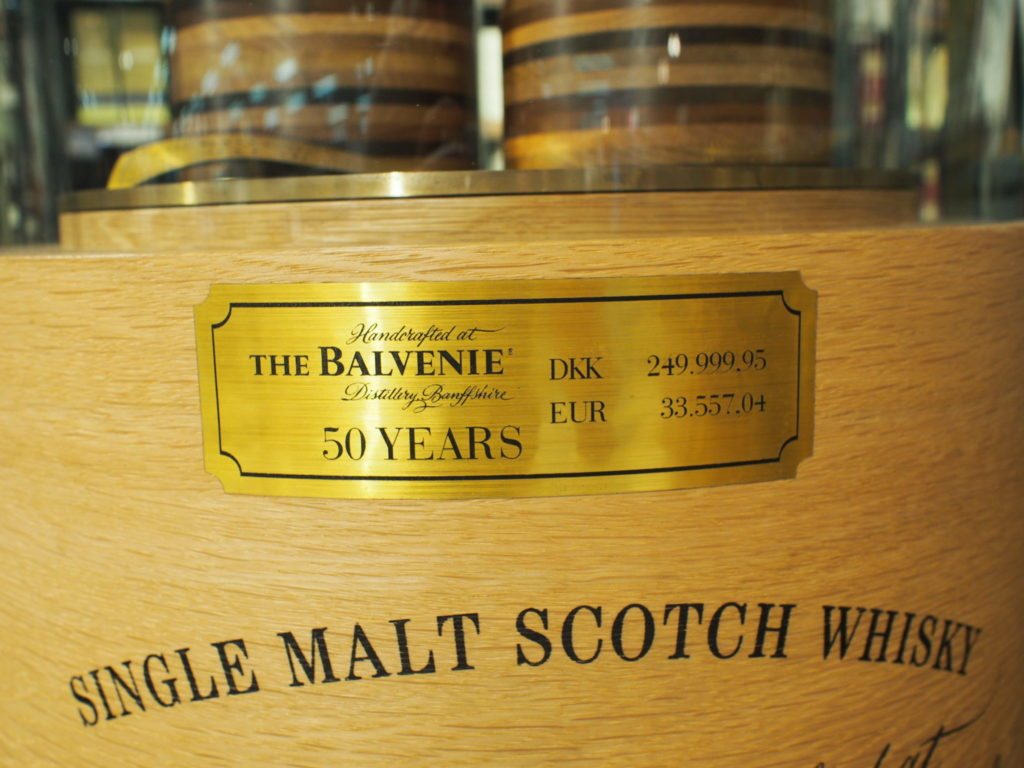 Handcrafted at
THE BALVENIE®
Distillery, Banffshire
50 YEARS
DKK 249.999,95
EUR 33.557,04
SINGLE MALT SCOTCH WHISKY
at